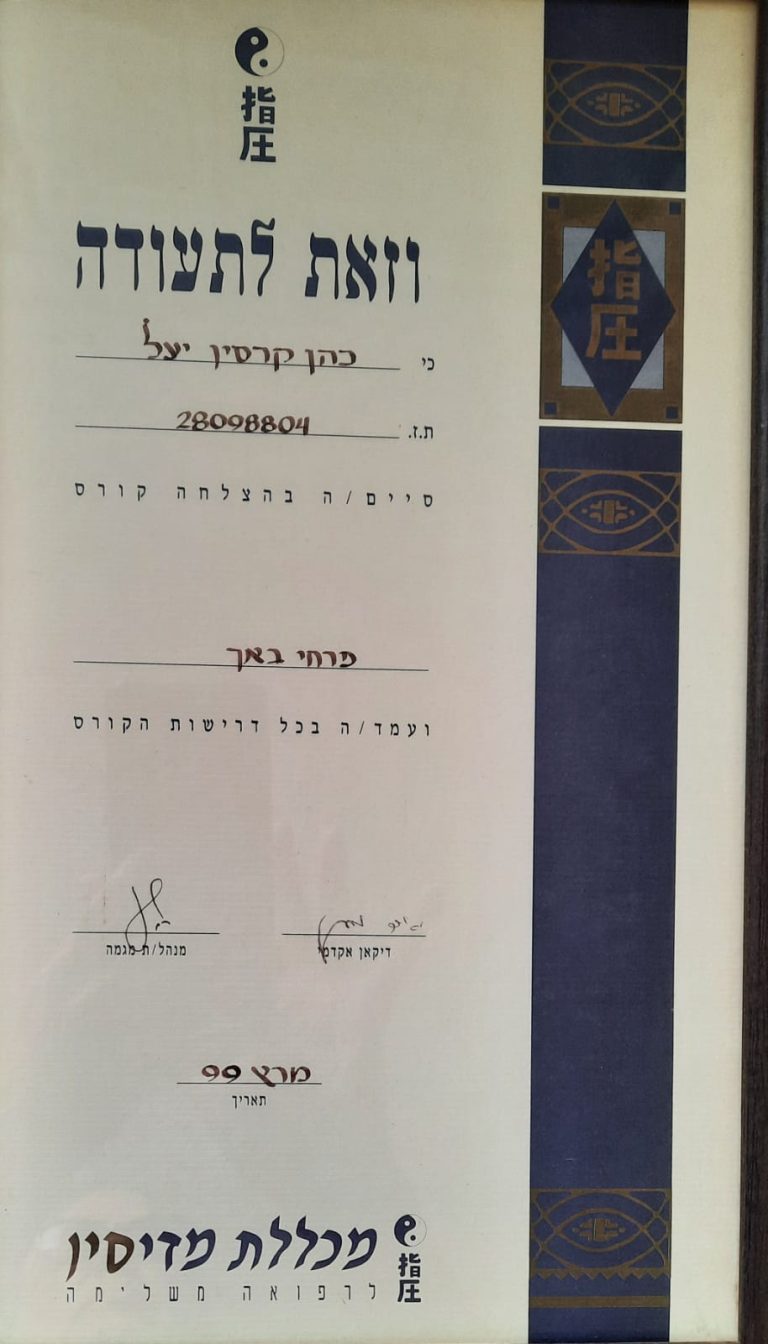 指圧
וזאת לתעודה
כי כהן קרסין יעל
ת.ז. 28098804
סיים/ה בהצלחה קורס
פרחי באך
ועמד/ה בכל דרישות הקורס
דיקאן אקדמי
מנהל/ת מגמה
מרץ 99
תאריך
מכללת מדיסין
לרפואה משלימה
指圧
指圧